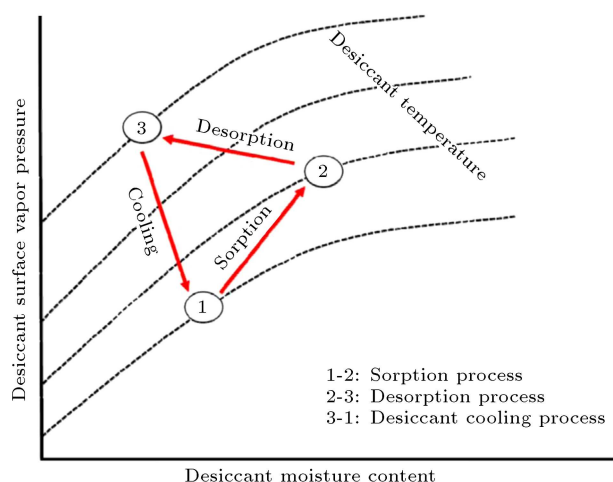 Desiccant temperature
3
Desorption
2
Cooling
Sorption
1
Desiccant surface vapor pressure
1-2: Sorption process
2-3: Desorption process
3-1: Desiccant cooling process
Desiccant moisture content